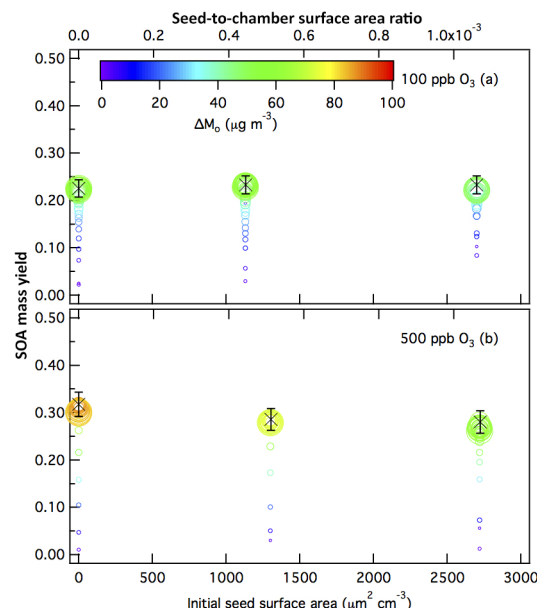 Seed-to-chamber surface area ratio
0.0 0.2 0.4 0.6 0.8 1.0x10⁻³
0.50
0.40
0.30
0.20
0.10
0.00
0 20 40 60 80 100
100 ppb O₃ (a)
ΔMₒ (μg m⁻³)
SOA mass yield
0.50
0.40
0.30
0.20
0.10
0.00
500 ppb O₃ (b)
0 500 1000 1500 2000 2500 3000
Initial seed surface area (μm² cm⁻³)